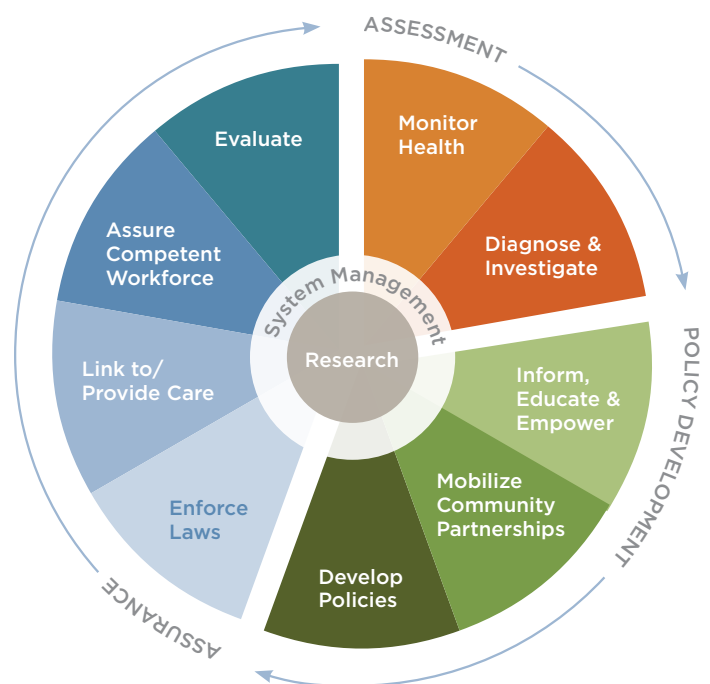 ASSESSMENT
Monitor
Health
Diagnose &
Investigate
POLICY DEVELOPMENT
Inform,
Educate &
Empower
Mobilize
Community
Partnerships
Develop
Policies
ASSURANCE
Enforce
Laws
Link to/
Provide Care
Assure
Competent
Workforce
Evaluate
System Management
Research